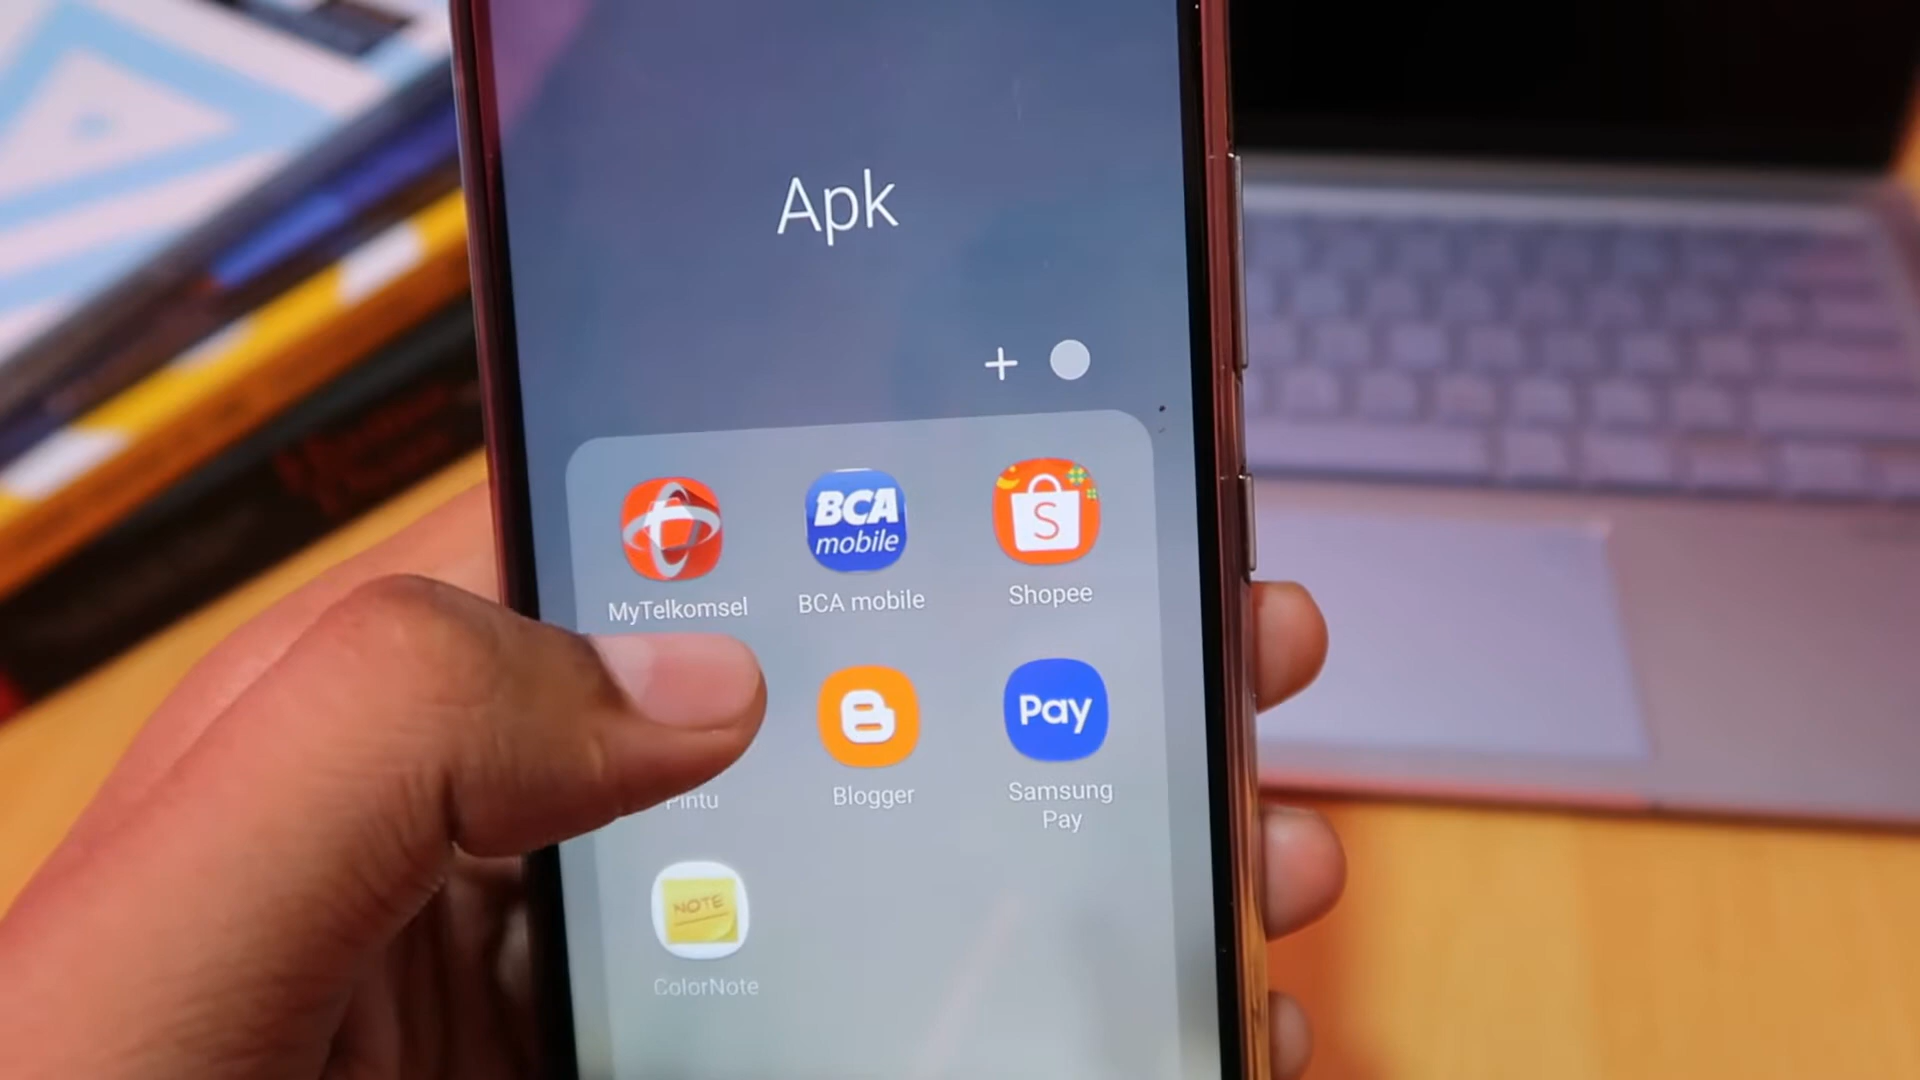 Apk
BCA
mobile
S
MyTelkomsel
BCA mobile
Shopee
Pay
Pintu
Blogger
Samsung
Pay
NOTE
ColorNote